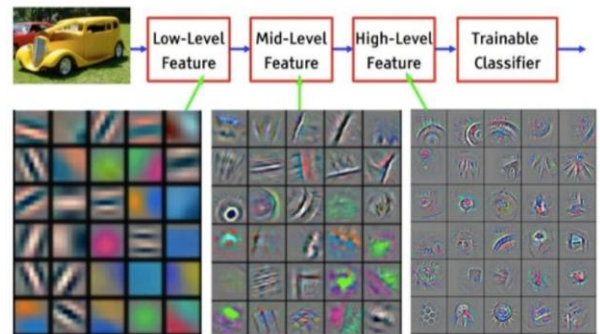 Low-Level
Feature
Mid-Level
Feature
High-Level
Feature
Trainable
Classifier